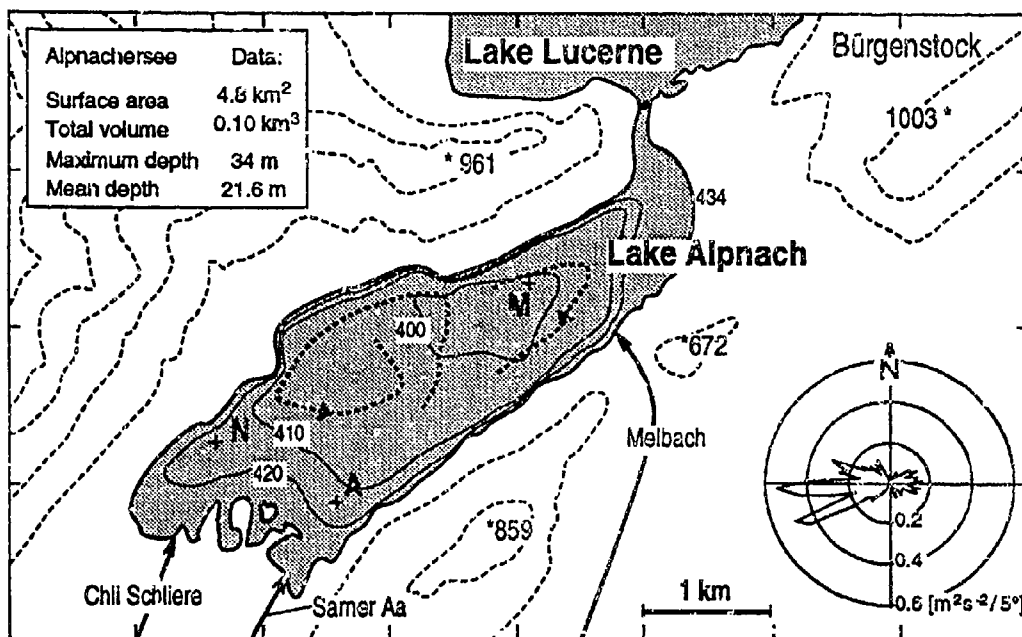 Alpnachersee Data:
Surface area 4.8 km²
Total volume 0.10 km³
Maximum depth 34 m
Mean depth 21.6 m
Lake Lucerne
Bürgenstock
1003 *
* 961
434
Lake Alpnach
M
400
K
*672
N
N
410
Melbach
420
A
*859
0.2
0.4
0.6 [m²s⁻²/5°]
Chli Schliere
Sarner Aa
1 km